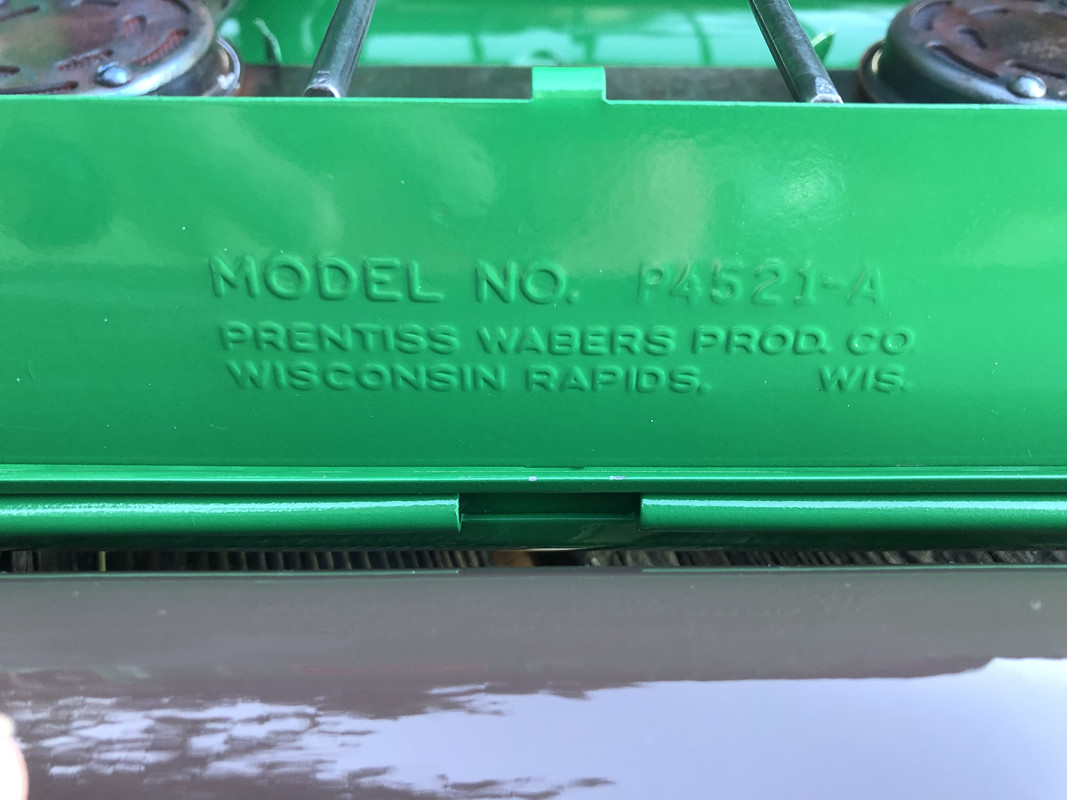 MODEL NO. P4521-A
PRENTISS WABERS PROD. CO.
WISCONSIN RAPIDS, WIS.